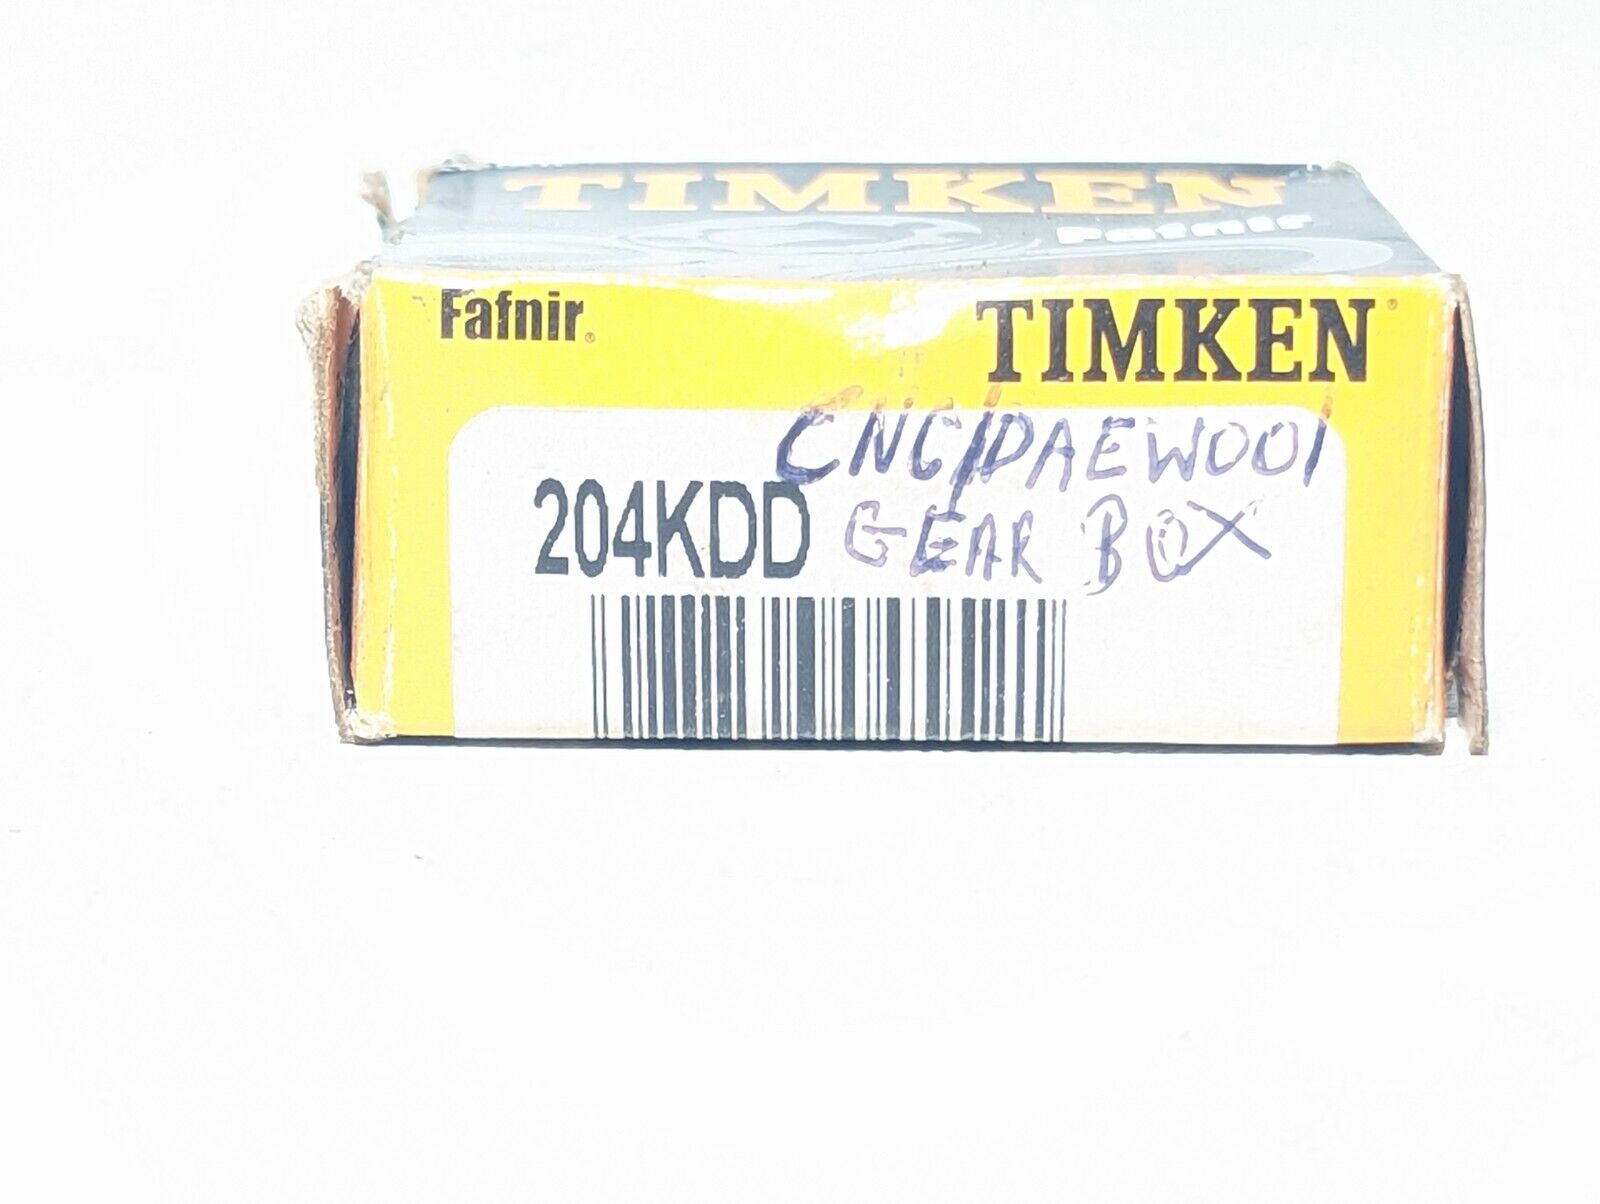 TIMKEN
Fafnir
Fafnir®
TIMKEN®
CNC/DAEWOO/
204KDD GEAR BOX